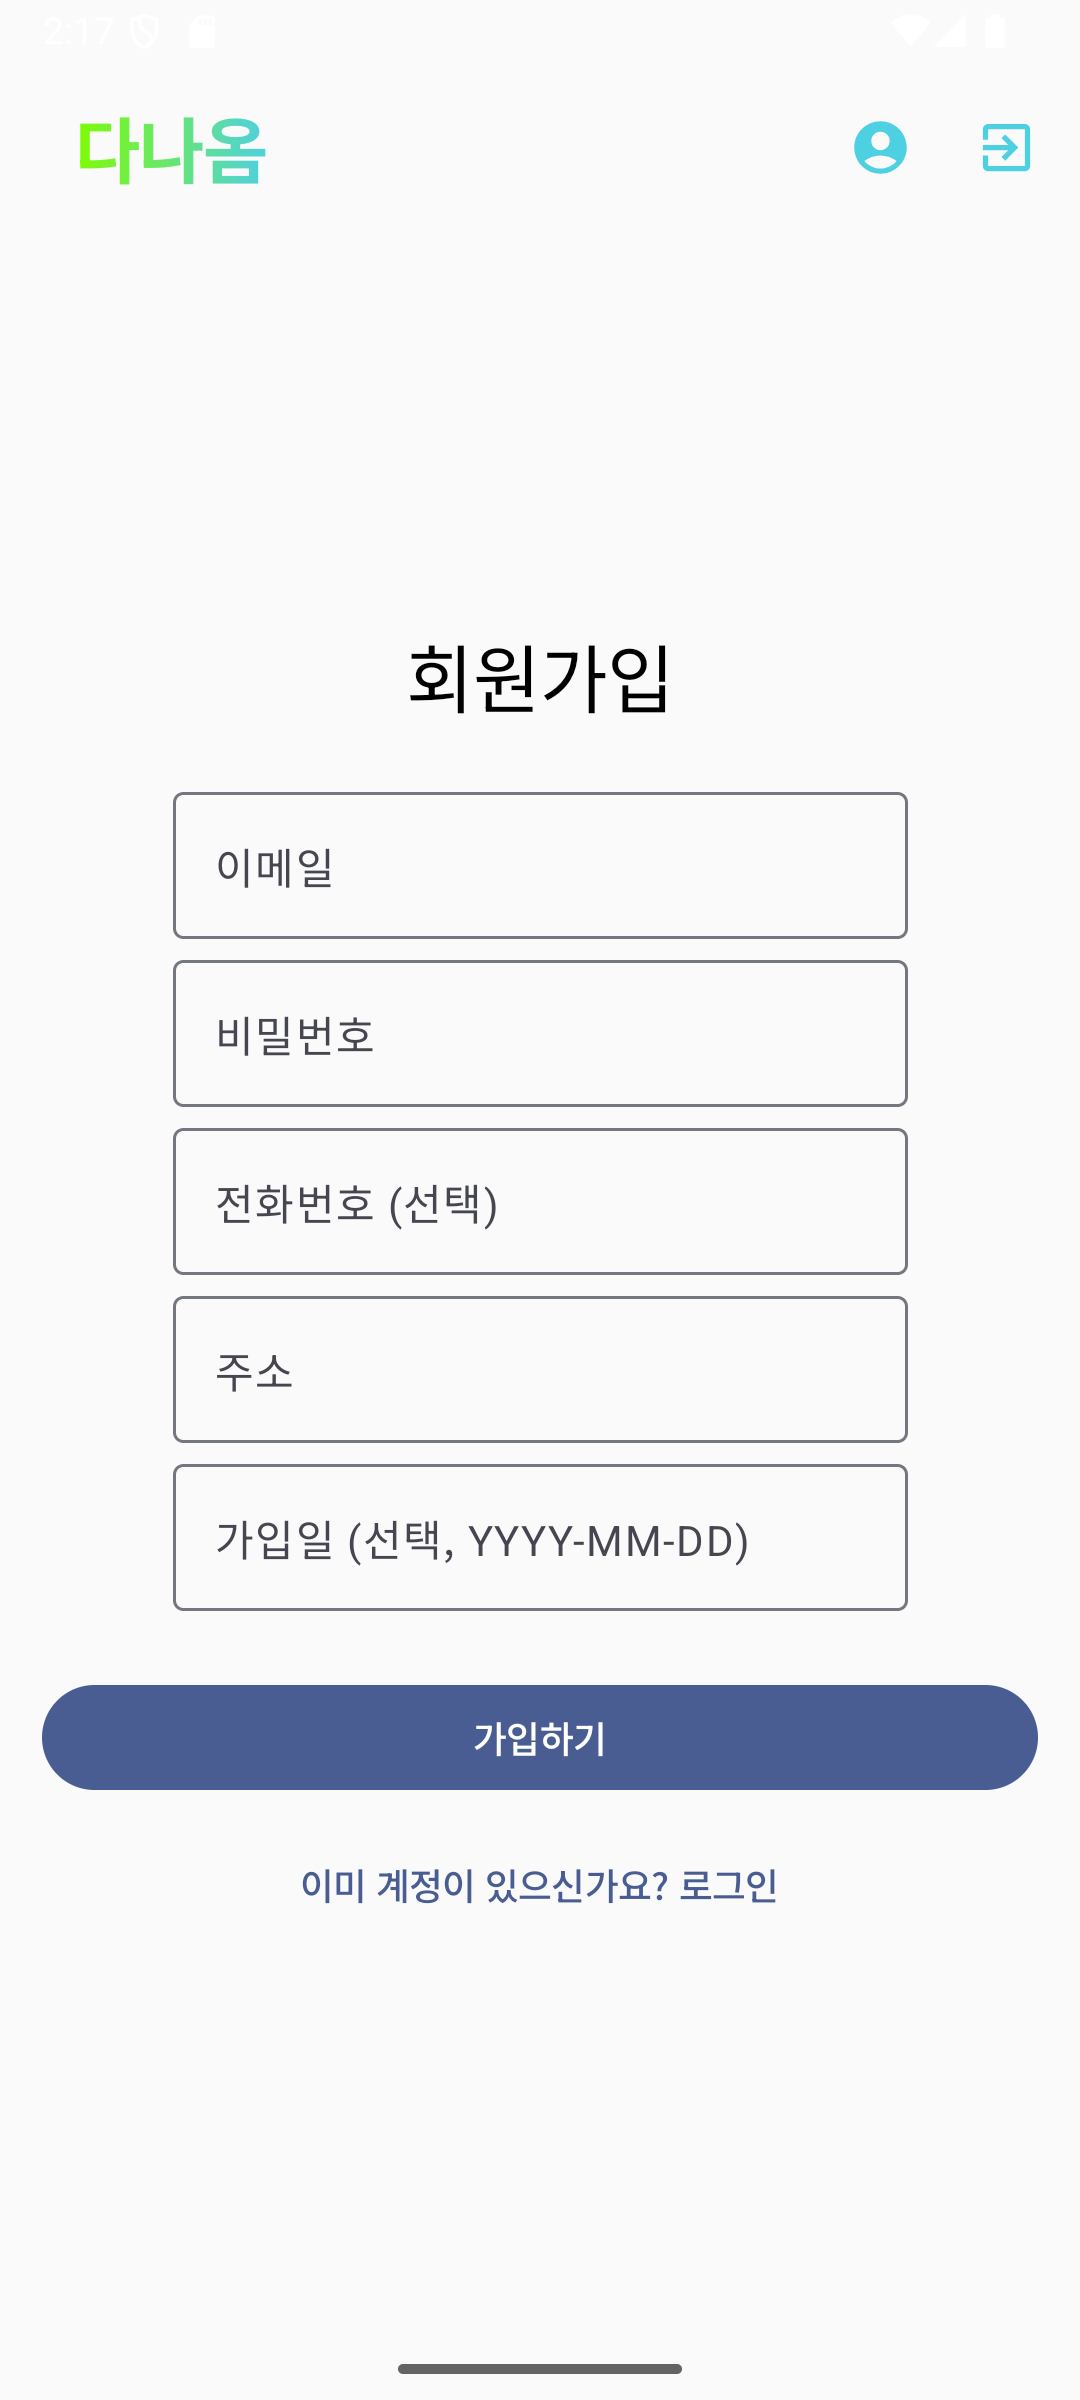 2:17
다나옴
회원가입
이메일
비밀번호
전화번호 (선택)
주소
가입일 (선택, YYYY-MM-DD)
가입하기
이미 계정이 있으신가요? 로그인